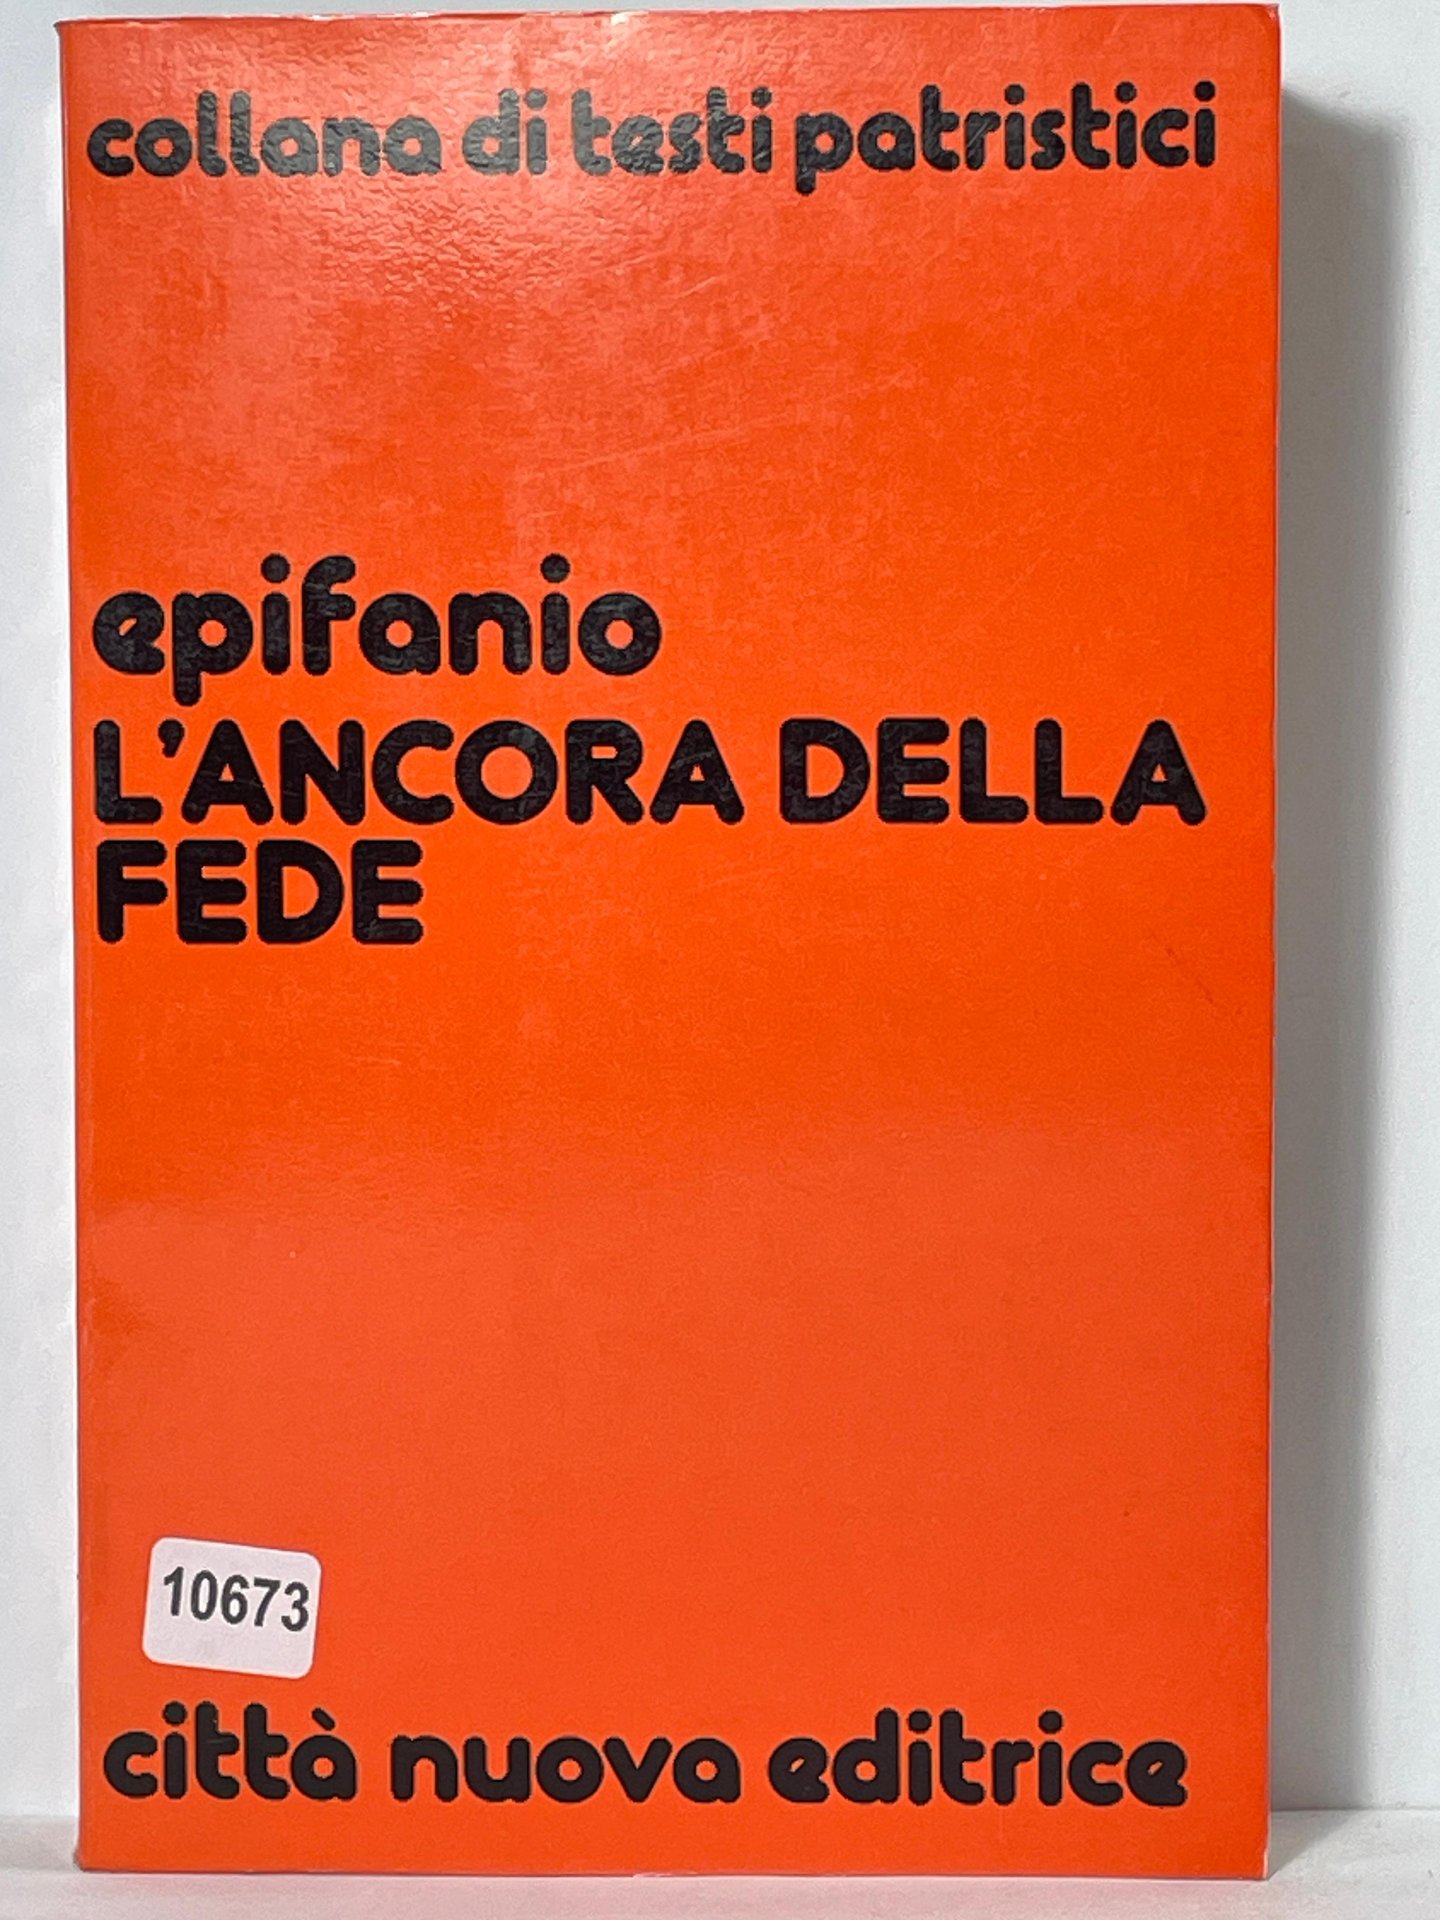 collana di testi patristici
epifanio
L'ANCORA DELLA
FEDE
10673
città nuova editrice